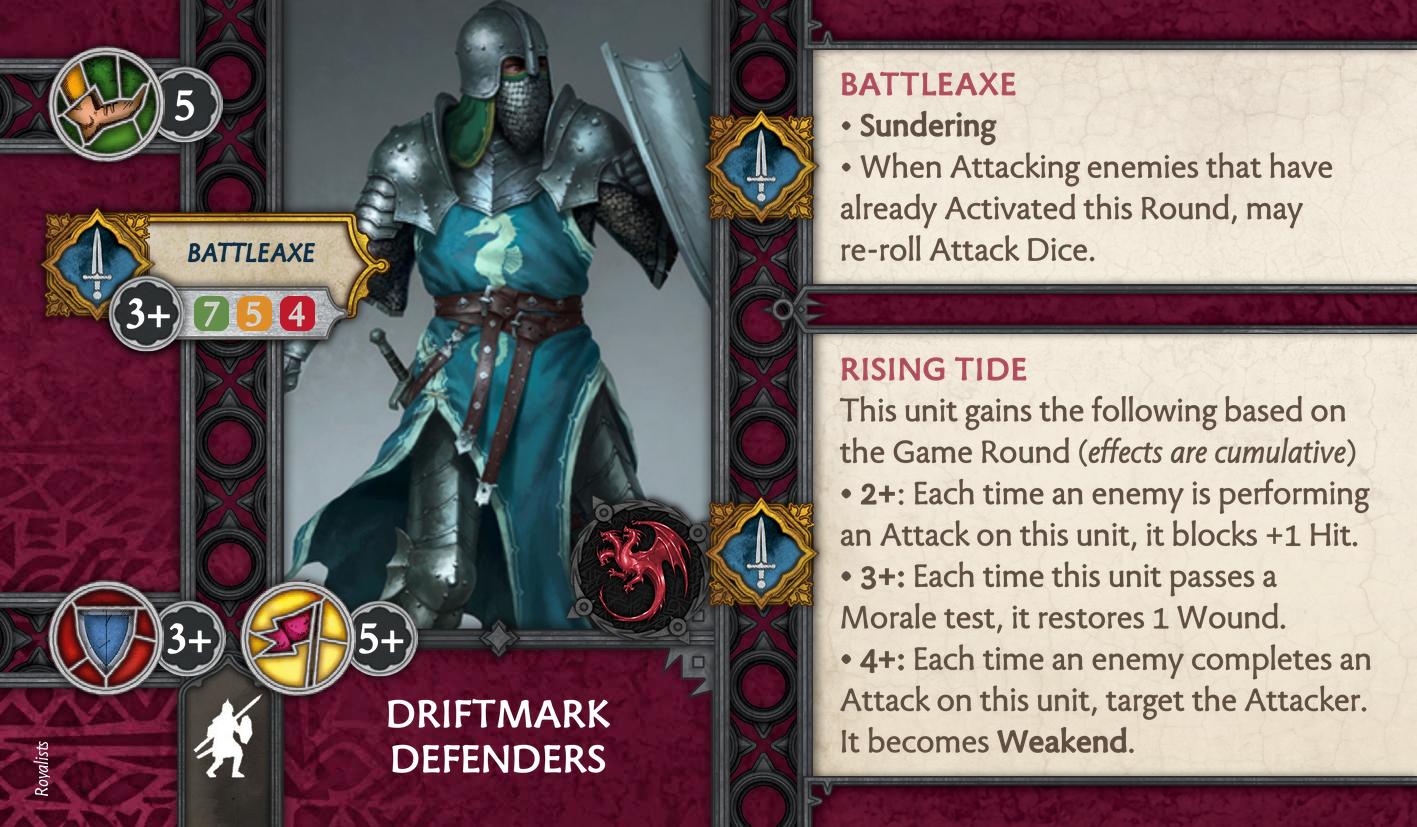 5
BATTLEAXE
3+ 7 5 4
3+
5+
DRIFTMARK
DEFENDERS
Royalists
BATTLEAXE
• Sundering
• When Attacking enemies that have
already Activated this Round, may
re-roll Attack Dice.
RISING TIDE
This unit gains the following based on
the Game Round (effects are cumulative)
• 2+: Each time an enemy is performing
an Attack on this unit, it blocks +1 Hit.
• 3+: Each time this unit passes a
Morale test, it restores 1 Wound.
• 4+: Each time an enemy completes an
Attack on this unit, target the Attacker.
It becomes Weakend.